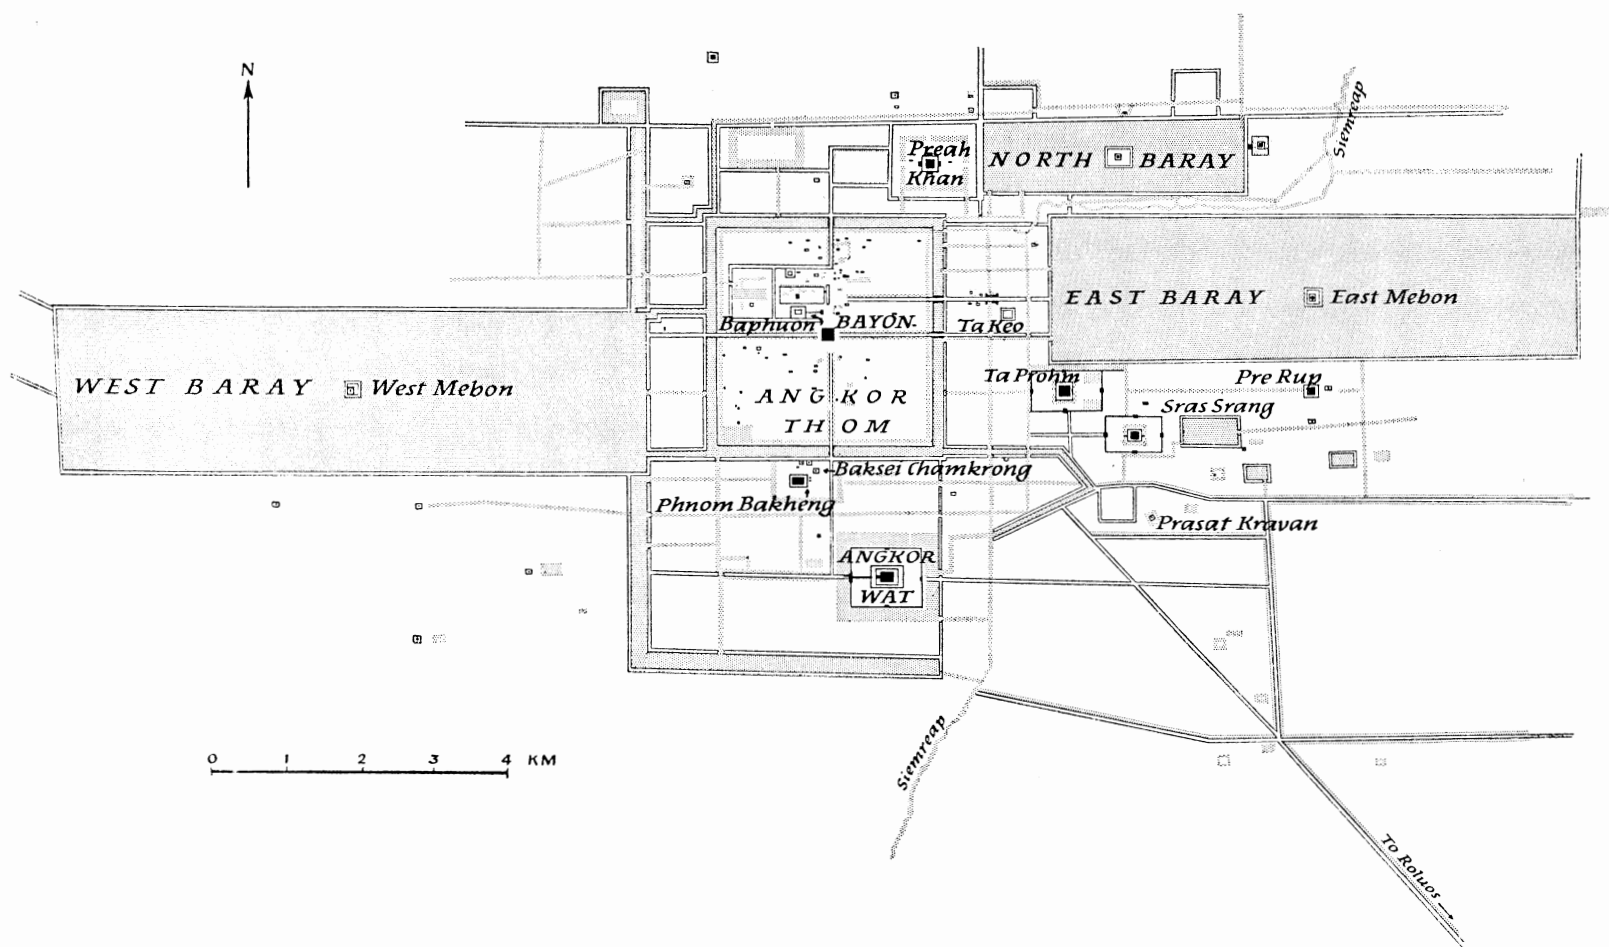 N
Siemreap
Preah
Khan
NORTH BARAY
EAST BARAY
East Mebon
Baphuon
BAYON
Ta Keo
WEST BARAY
West Mebon
Ta Prohm
Pre Rup
ANGKOR
THOM
Sras Srang
Baksei Chamkrong
Phnom Bakheng
Prasat Kravan
ANGKOR
WAT
Siemreap
0 1 2 3 4 KM
To Roluos